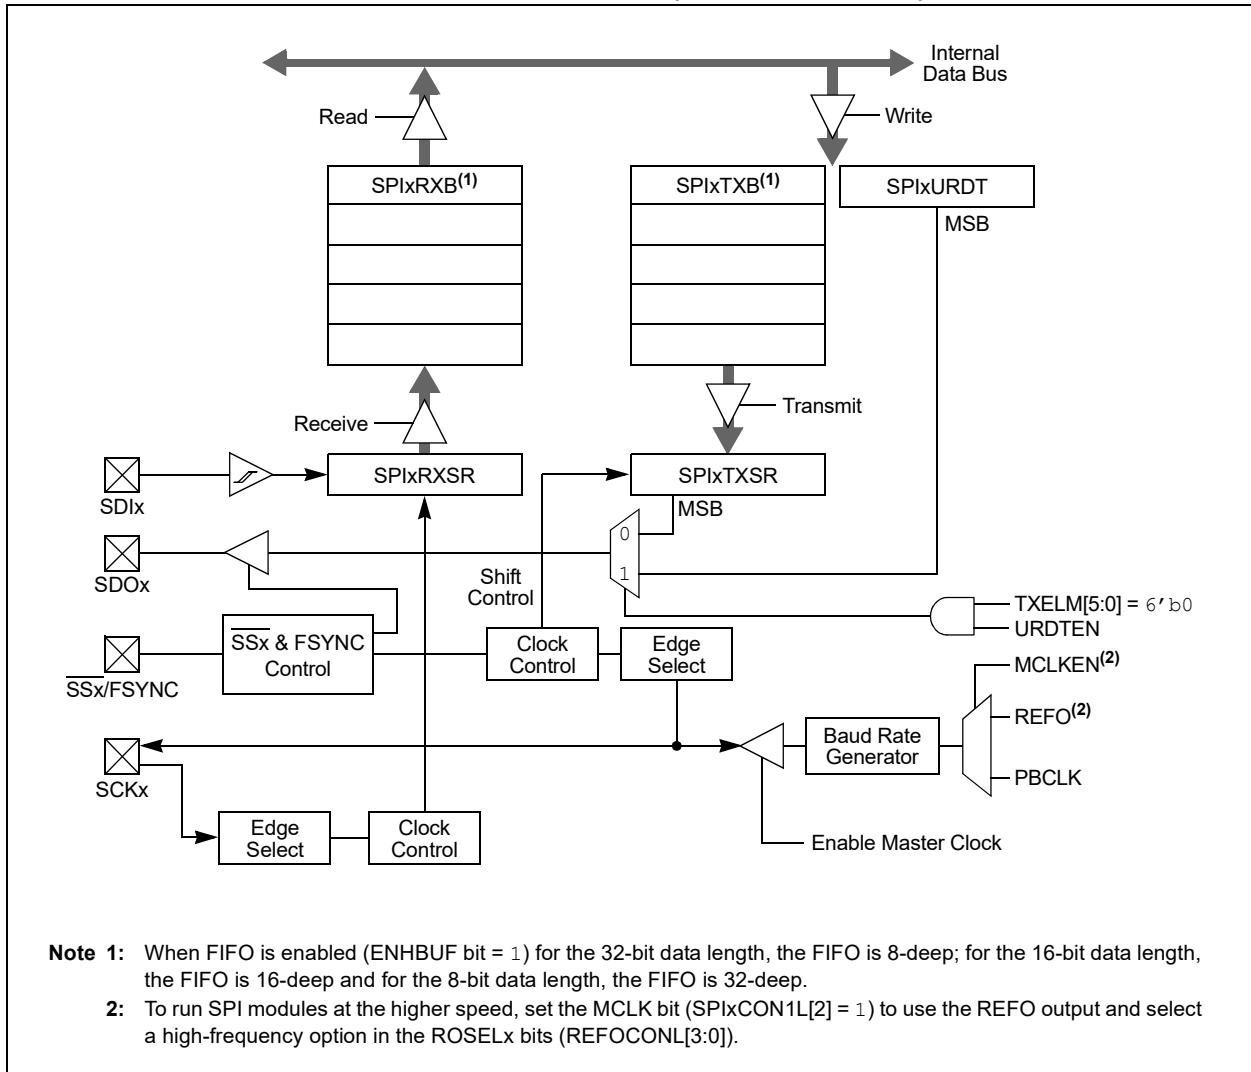 Internal
Data Bus
Read
Write
SPIxRXB(1)
SPIxTXB(1)
SPIxURDT
MSB
Receive
Transmit
SPIxRXSR
SPIxTXSR
SDIx
MSB
0
SDOx
1
Shift
Control
TXELM[5:0] = 6’b0
URDTEN
SSx & FSYNC
Control
Clock
Control
Edge
Select
MCLKEN(2)
SSx/FSYNC
REFO(2)
Baud Rate
Generator
PBCLK
SCKx
Edge
Select
Clock
Control
Enable Master Clock
Note 1: When FIFO is enabled (ENHBUF bit = 1) for the 32-bit data length, the FIFO is 8-deep; for the 16-bit data length,
the FIFO is 16-deep and for the 8-bit data length, the FIFO is 32-deep.
2: To run SPI modules at the higher speed, set the MCLK bit (SPIxCON1L[2] = 1) to use the REFO output and select
a high-frequency option in the ROSELx bits (REFOCONL[3:0]).